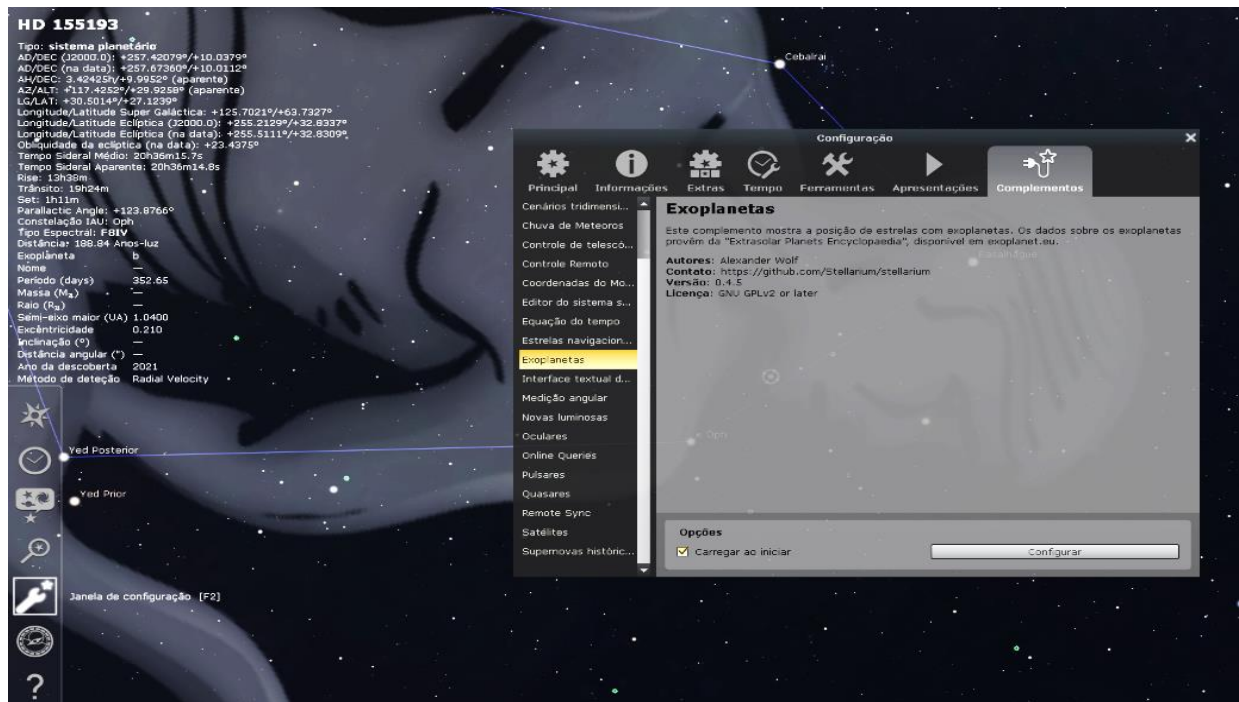 HD 155193
Tipo: sistema planetário
AD/DEC (J2000.0): +257.42079°/+10.0379°
AD/DEC (na data): +257.67360°/+10.0112°
AH/DEC: 3.42425h/+9.9952° (aparente)
AZ/ALT: +117.4252°/+29.9258° (aparente)
LG/LAT: +30.5014°/+27.1239°
Longitude/Latitude Super Galáctica: +125.7021°/+63.7327°
Longitude/Latitude Eclíptica (J2000.0): +255.2129°/+32.8337°
Longitude/Latitude Eclíptica (na data): +255.5111°/+32.8309°
Obliquidade da eclíptica (na data): +23.4375°
Tempo Sideral Médio: 20h36m15.7s
Tempo Sideral Aparente: 20h36m14.8s
Rise: 13h38m
Trânsito: 19h24m
Set: 1h11m
Parallactic Angle: +123.8766°
Constelação IAU: Oph
Tipo Espectral: F8IV
Distância: 188.84 Anos-luz
Exoplaneta b
Nome —
Período (days) 352.65
Massa (Mⱼ) —
Raio (Rⱼ) —
Semi-eixo maior (UA) 1.0400
Excêntricidade 0.210
Inclinação (°) —
Distância angular (") —
Ano da descoberta 2021
Método de deteção Radial Velocity
Cebalrai
Yed Posterior
Yed Prior
Janela de configuração [F2]
?
Configuração
Principal Informações Extras Tempo Ferramentas Apresentações Complementos
Cenários tridimensi...
Chuva de Meteoros
Controle de telescó...
Controle Remoto
Coordenadas do Mo...
Editor do sistema s...
Equação do tempo
Estrelas navigacion...
Exoplanetas
Interface textual d...
Medição angular
Novas luminosas
Oculares
Online Queries
Pulsares
Quasares
Remote Sync
Satélites
Supernovas históric...
Exoplanetas
Este complemento mostra a posição de estrelas com exoplanetas. Os dados sobre os exoplanetas
provêm da "Extrasolar Planets Encyclopaedia", disponível em exoplanet.eu.
Autores: Alexander Wolf
Contato: https://github.com/Stellarium/stellarium
Versão: 0.4.5
Licença: GNU GPLv2 or later
Oph
Opções
Carregar ao iniciar
Configurar